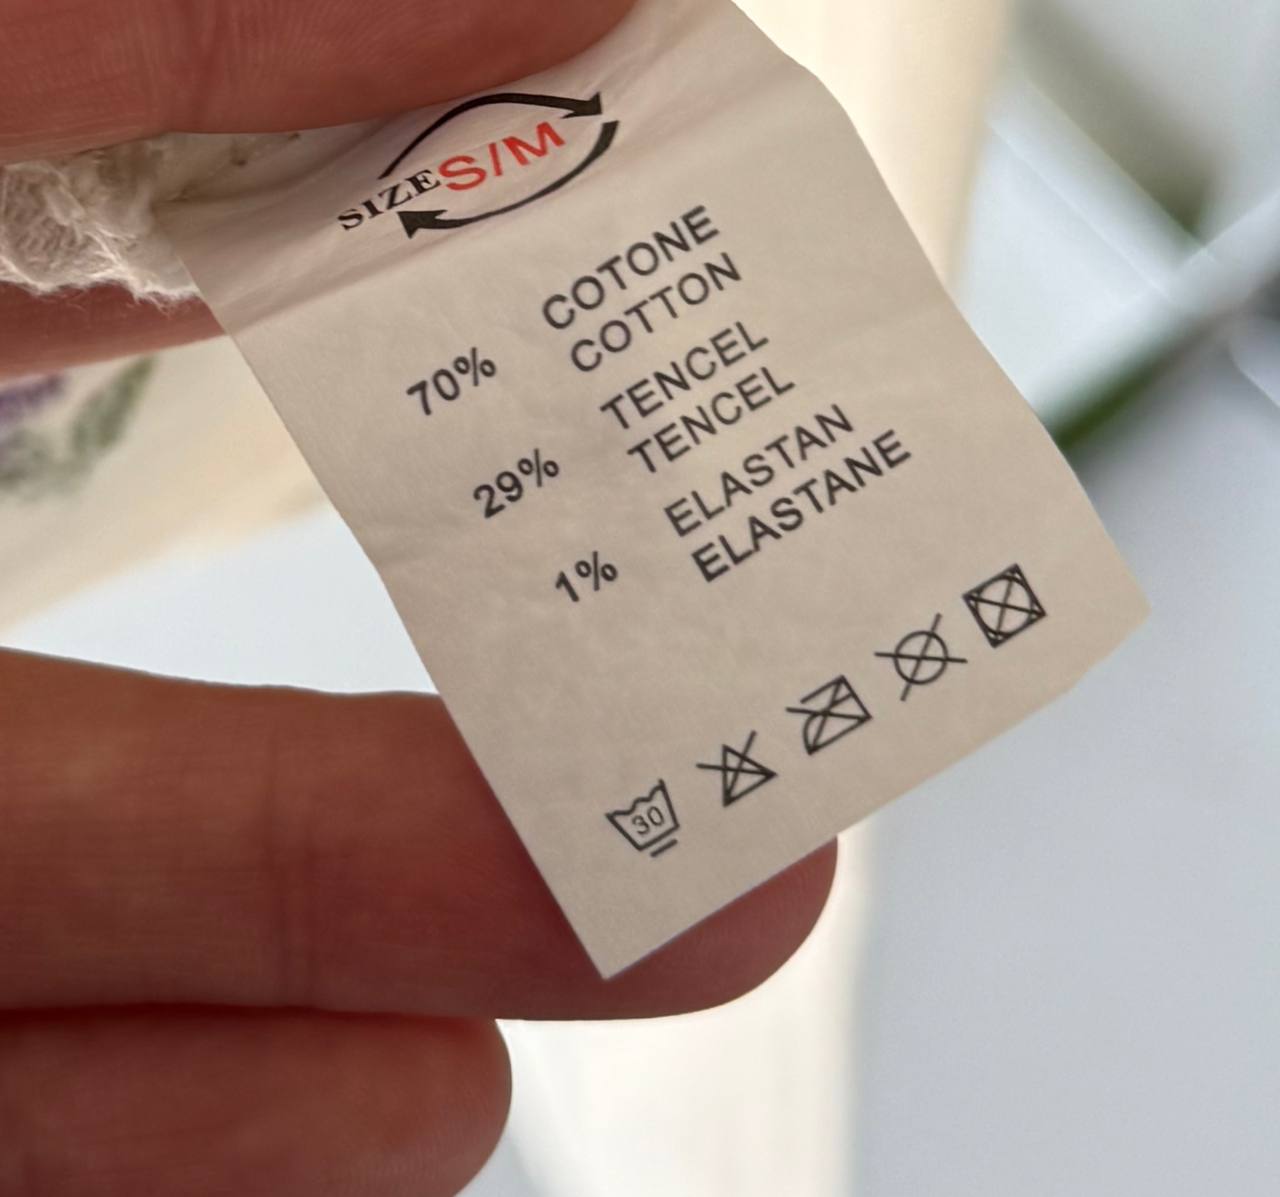 SIZE S/M
COTONE
70% COTTON
TENCEL
29% TENCEL
ELASTAN
1% ELASTANE
30